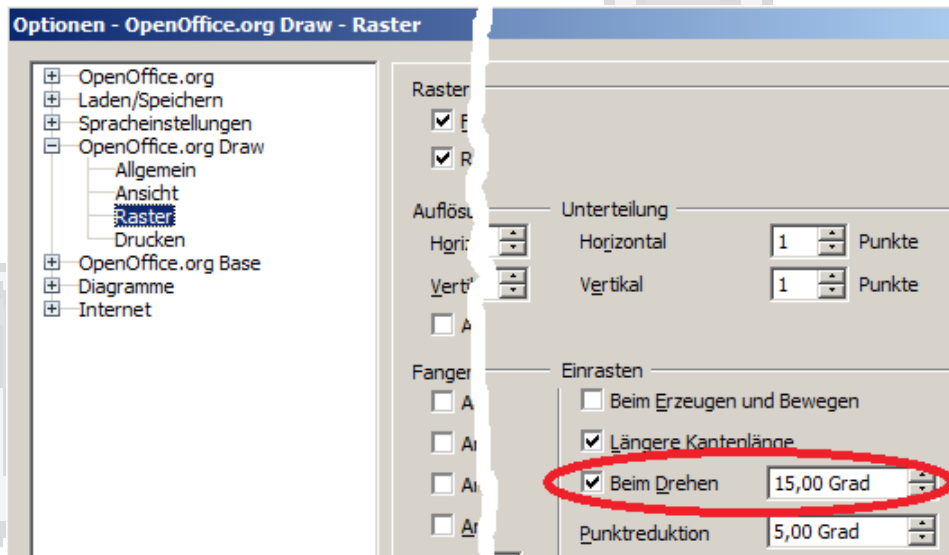 Optionen - OpenOffice.org Draw - Raster
OpenOffice.org
Laden/Speichern
Spracheinstellungen
OpenOffice.org Draw
Allgemein
Ansicht
Raster
Drucken
OpenOffice.org Base
Diagramme
Internet
Raster
Unterteilung
Horizontal 1 Punkte
Vertikal 1 Punkte
Einrasten
Beim Erzeugen und Bewegen
Längere Kantenlänge
Beim Drehen 15,00 Grad
Punktreduktion 5,00 Grad